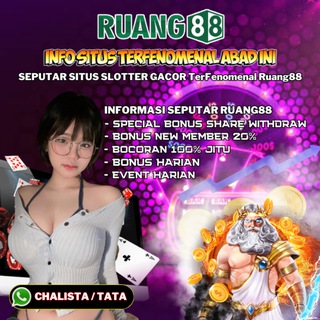 RUANG88
INFO SITUS TERFENOMENAL ABAD INI
SEPUTAR SITUS SLOTTER GACOR TerFenomenal Ruang88
INFORMASI SEPUTAR RUANG88
- SPECIAL BONUS SHARE WITHDRAW
- BONUS NEW MEMBER 20%
- BOCORAN 100% JITU
- BONUS HARIAN
- EVENT HARIAN
CHALISTA / TATA